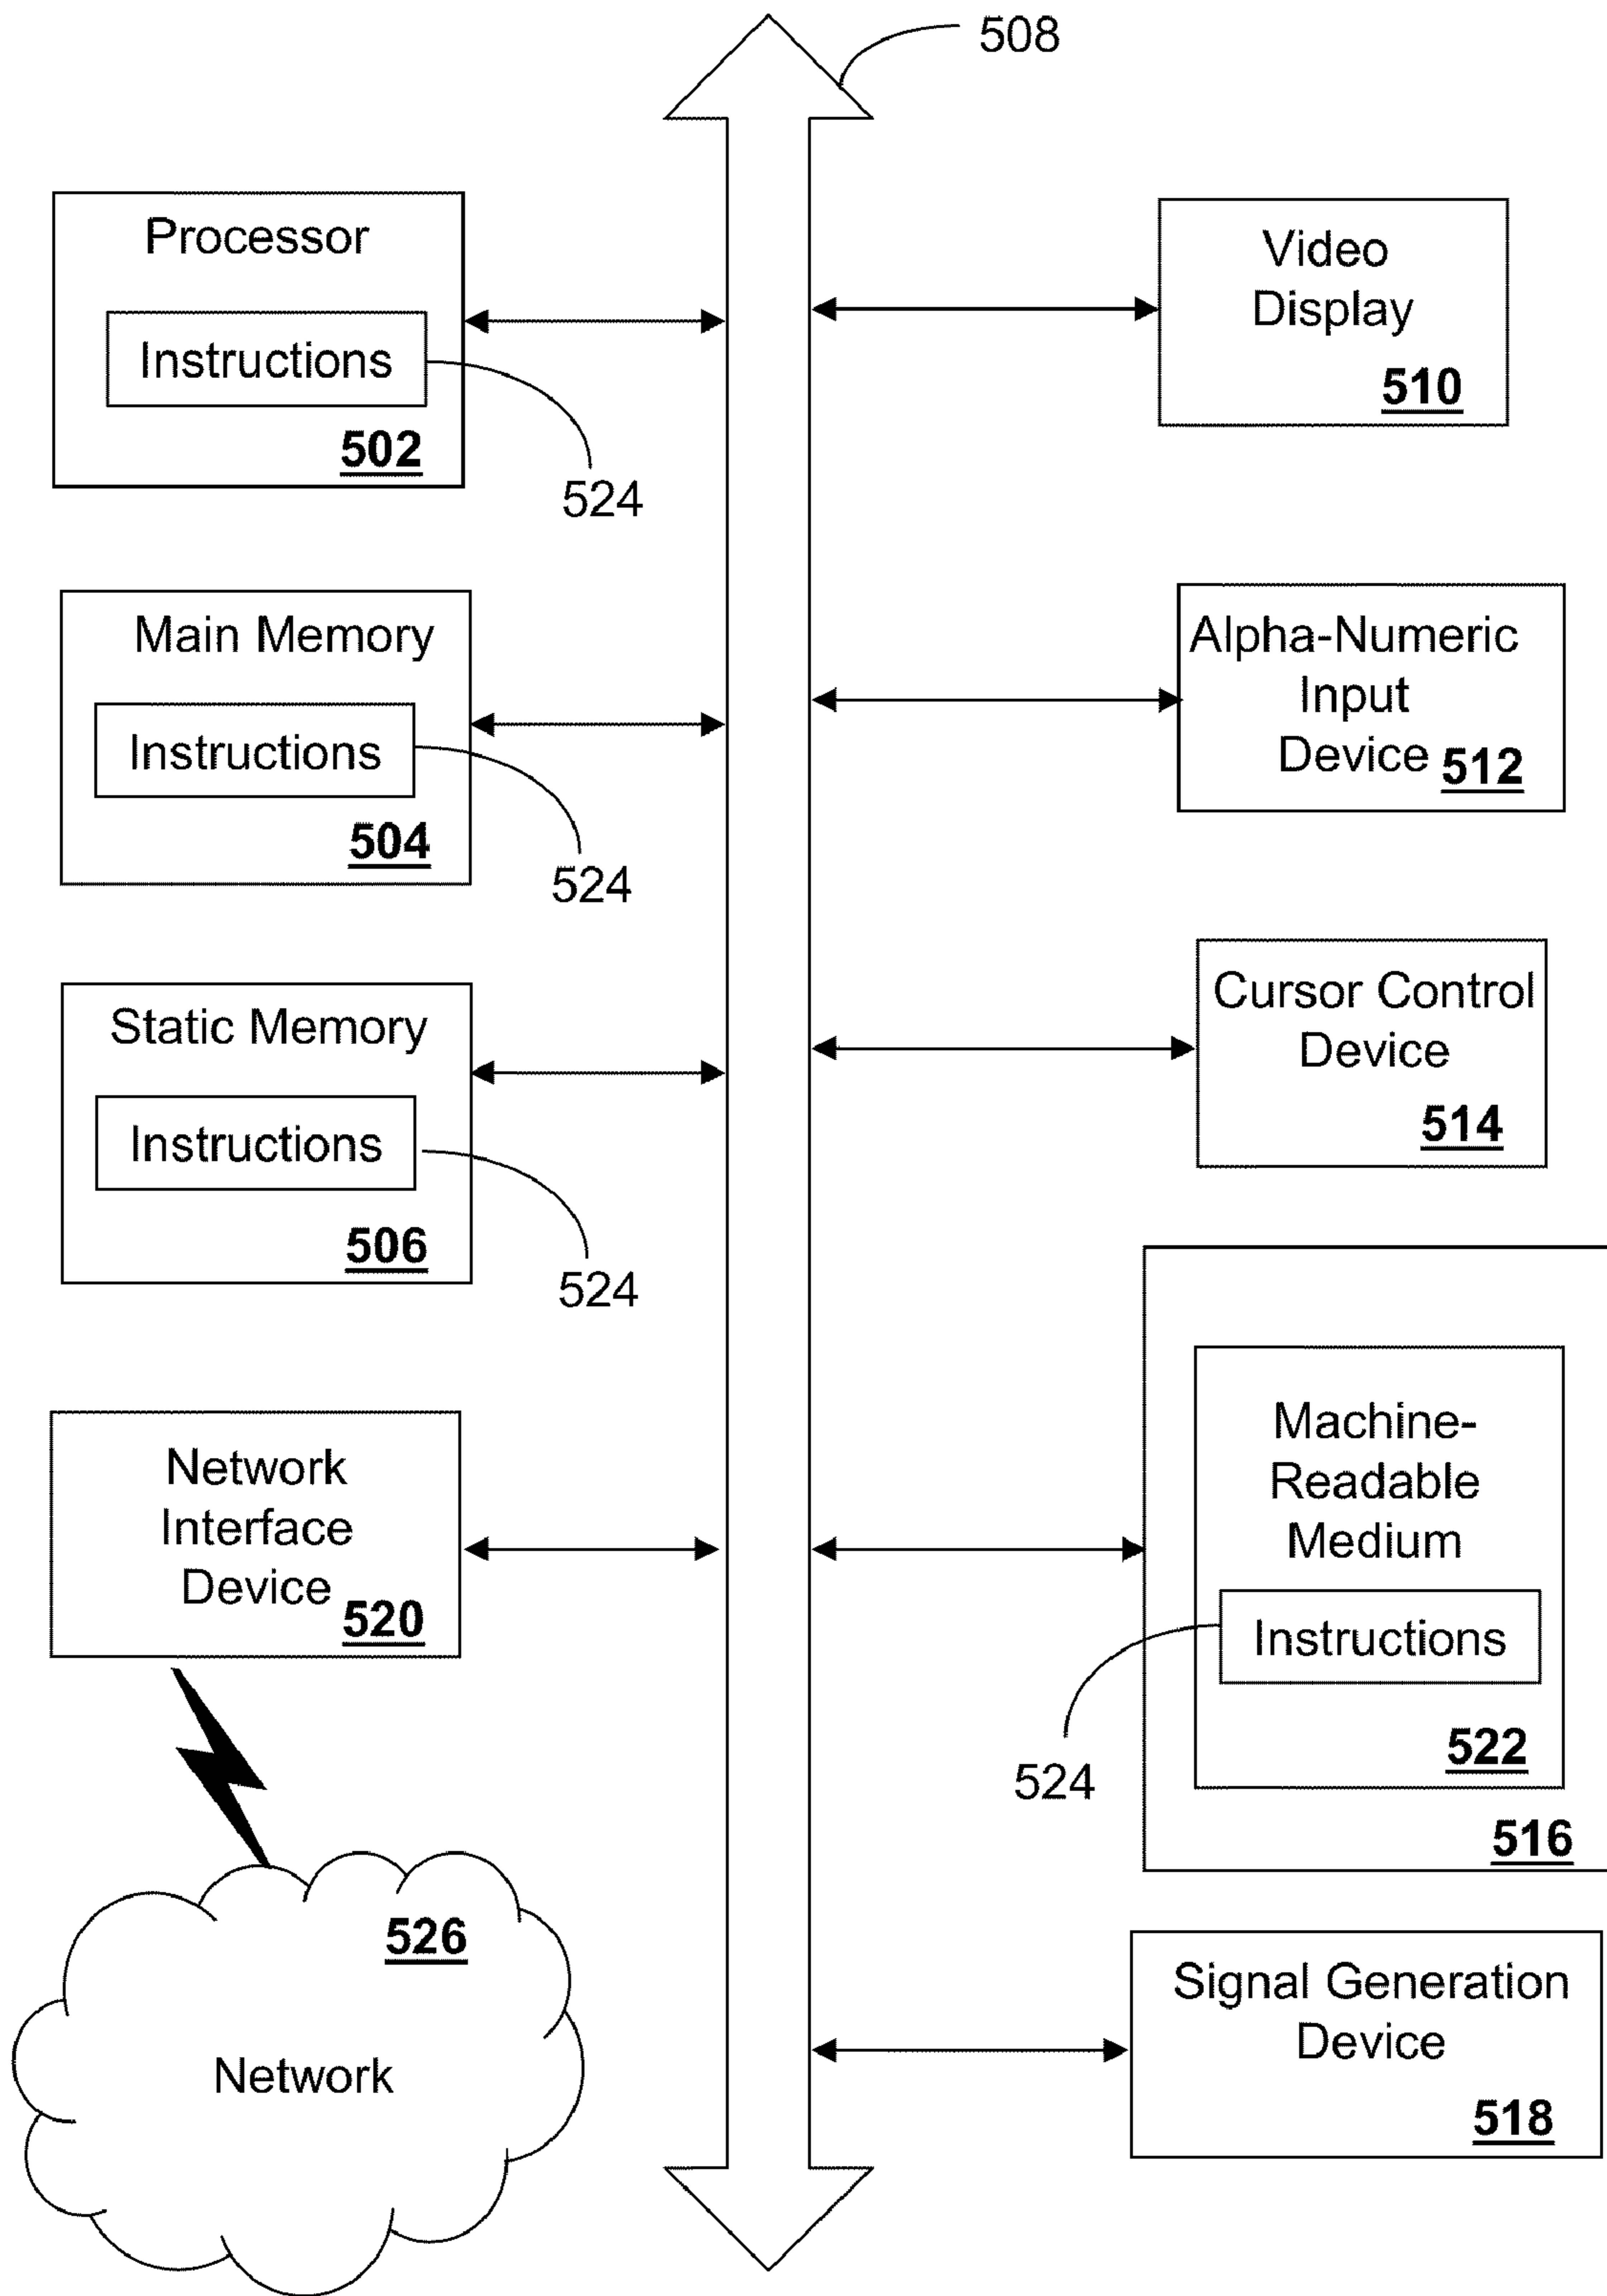 508
Processor
Instructions
502
524
Main Memory
Instructions
504
524
Static Memory
Instructions
506
524
Network
Interface
Device
520
526
Network
Video
Display
510
Alpha-Numeric
Input
Device
512
Cursor Control
Device
514
Machine-
Readable
Medium
Instructions
522
524
516
Signal Generation
Device
518